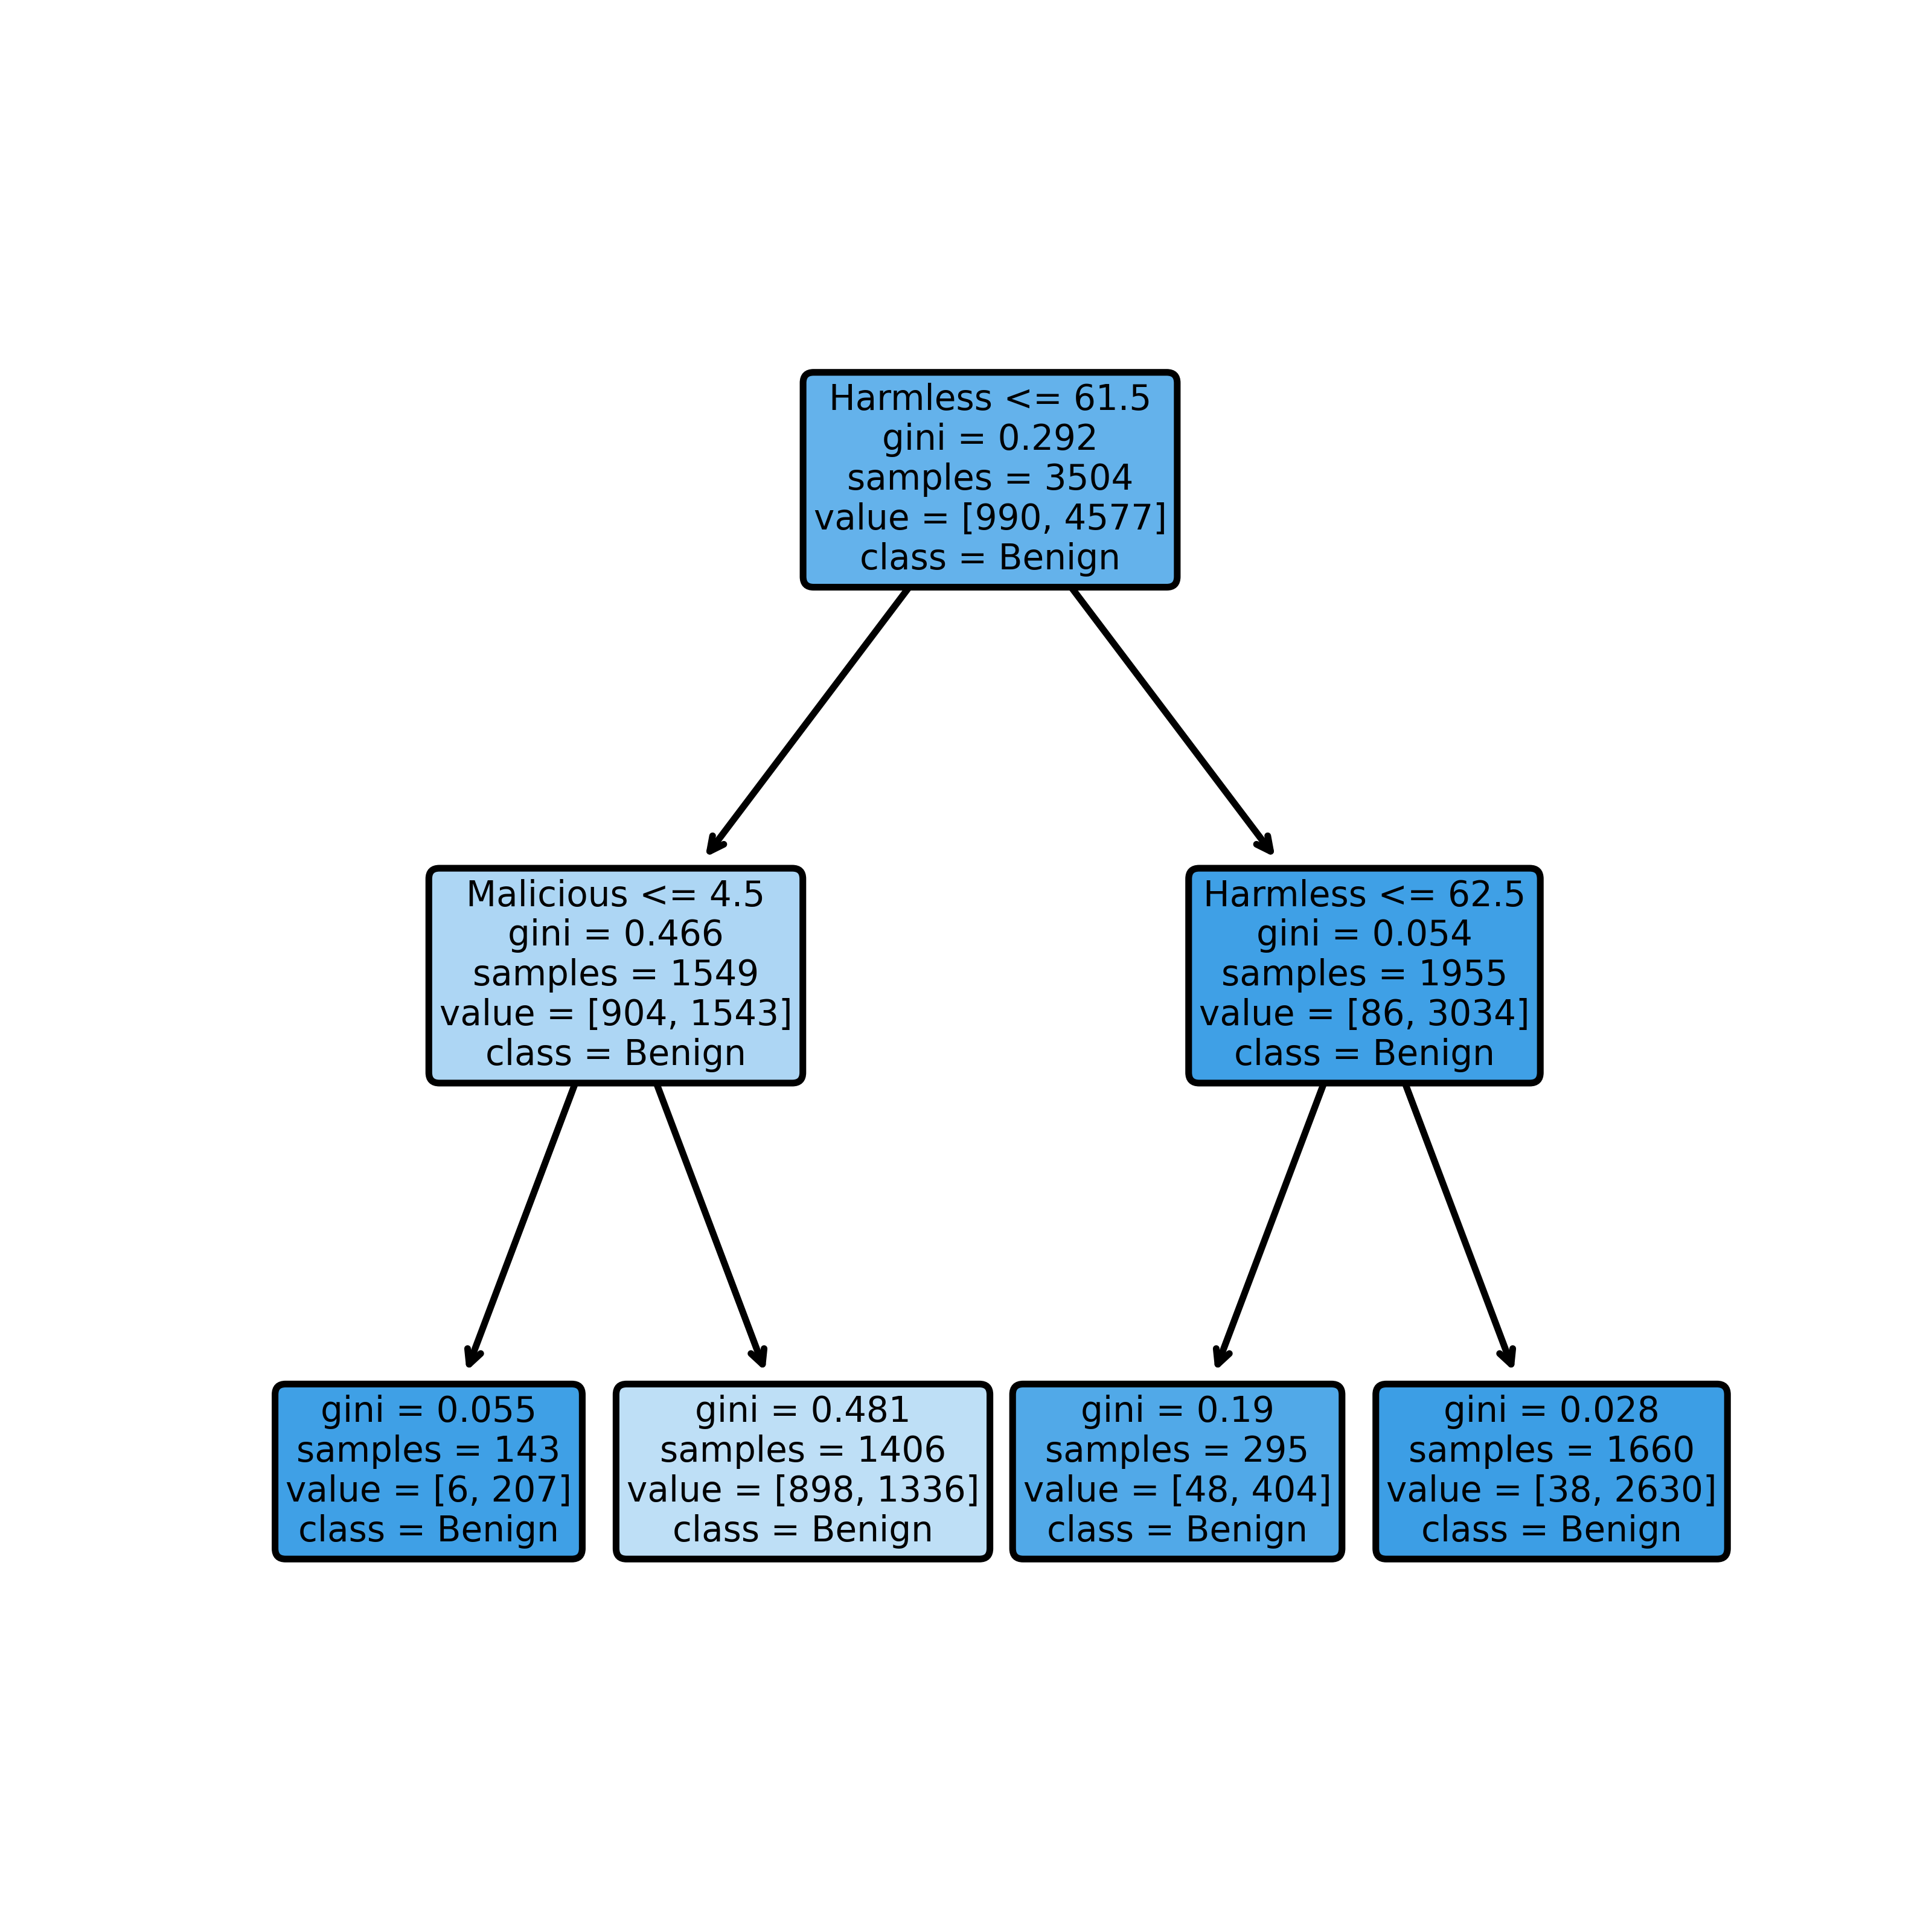 Harmless <= 61.5
gini = 0.292
samples = 3504
value = [990, 4577]
class = Benign
Malicious <= 4.5
gini = 0.466
samples = 1549
value = [904, 1543]
class = Benign
Harmless <= 62.5
gini = 0.054
samples = 1955
value = [86, 3034]
class = Benign
gini = 0.055
samples = 143
value = [6, 207]
class = Benign
gini = 0.481
samples = 1406
value = [898, 1336]
class = Benign
gini = 0.19
samples = 295
value = [48, 404]
class = Benign
gini = 0.028
samples = 1660
value = [38, 2630]
class = Benign